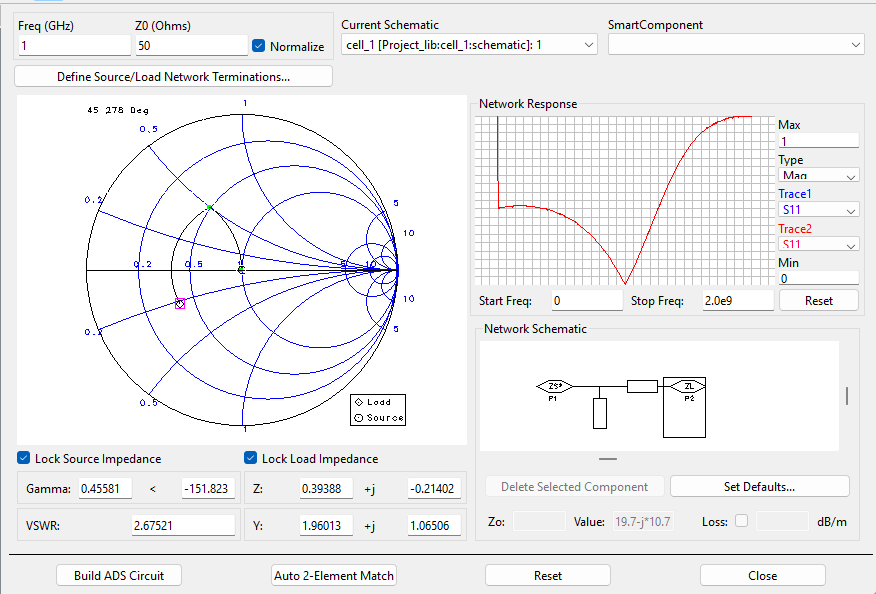 Freq (GHz) Z0 (Ohms) Current Schematic SmartComponent
1 50 Normalize cell_1 [Project_lib:cell_1:schematic]: 1
Define Source/Load Network Terminations...
45.278 Deg
1
0.5
0.2
5
10
0.2 0.5 1 5 10
10
5
0.2
0.5
1
Load
Source
Network Response
Max
1
Type
Mag
Trace1
S11
Trace2
S11
Min
0
Start Freq: 0 Stop Freq: 2.0e9 Reset
Network Schematic
ZS* ZL
P1 P2
Lock Source Impedance Lock Load Impedance
Gamma: 0.45581 < -151.823 Z: 0.39388 +j -0.21402
VSWR: 2.67521 Y: 1.96013 +j 1.06506
Delete Selected Component Set Defaults...
Zo: Value: 19.7-j*10.7 Loss: dB/m
Build ADS Circuit Auto 2-Element Match Reset Close